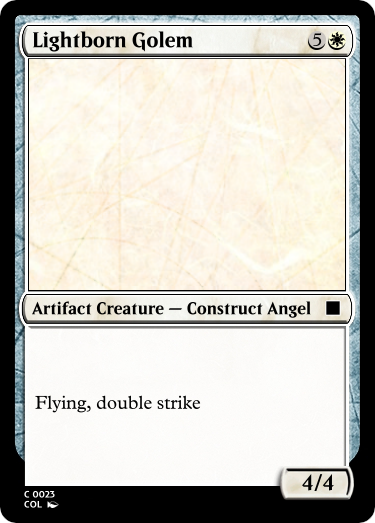 Lightborn Golem 5
Artifact Creature — Construct Angel
Flying, double strike
4/4
C 0023
COL